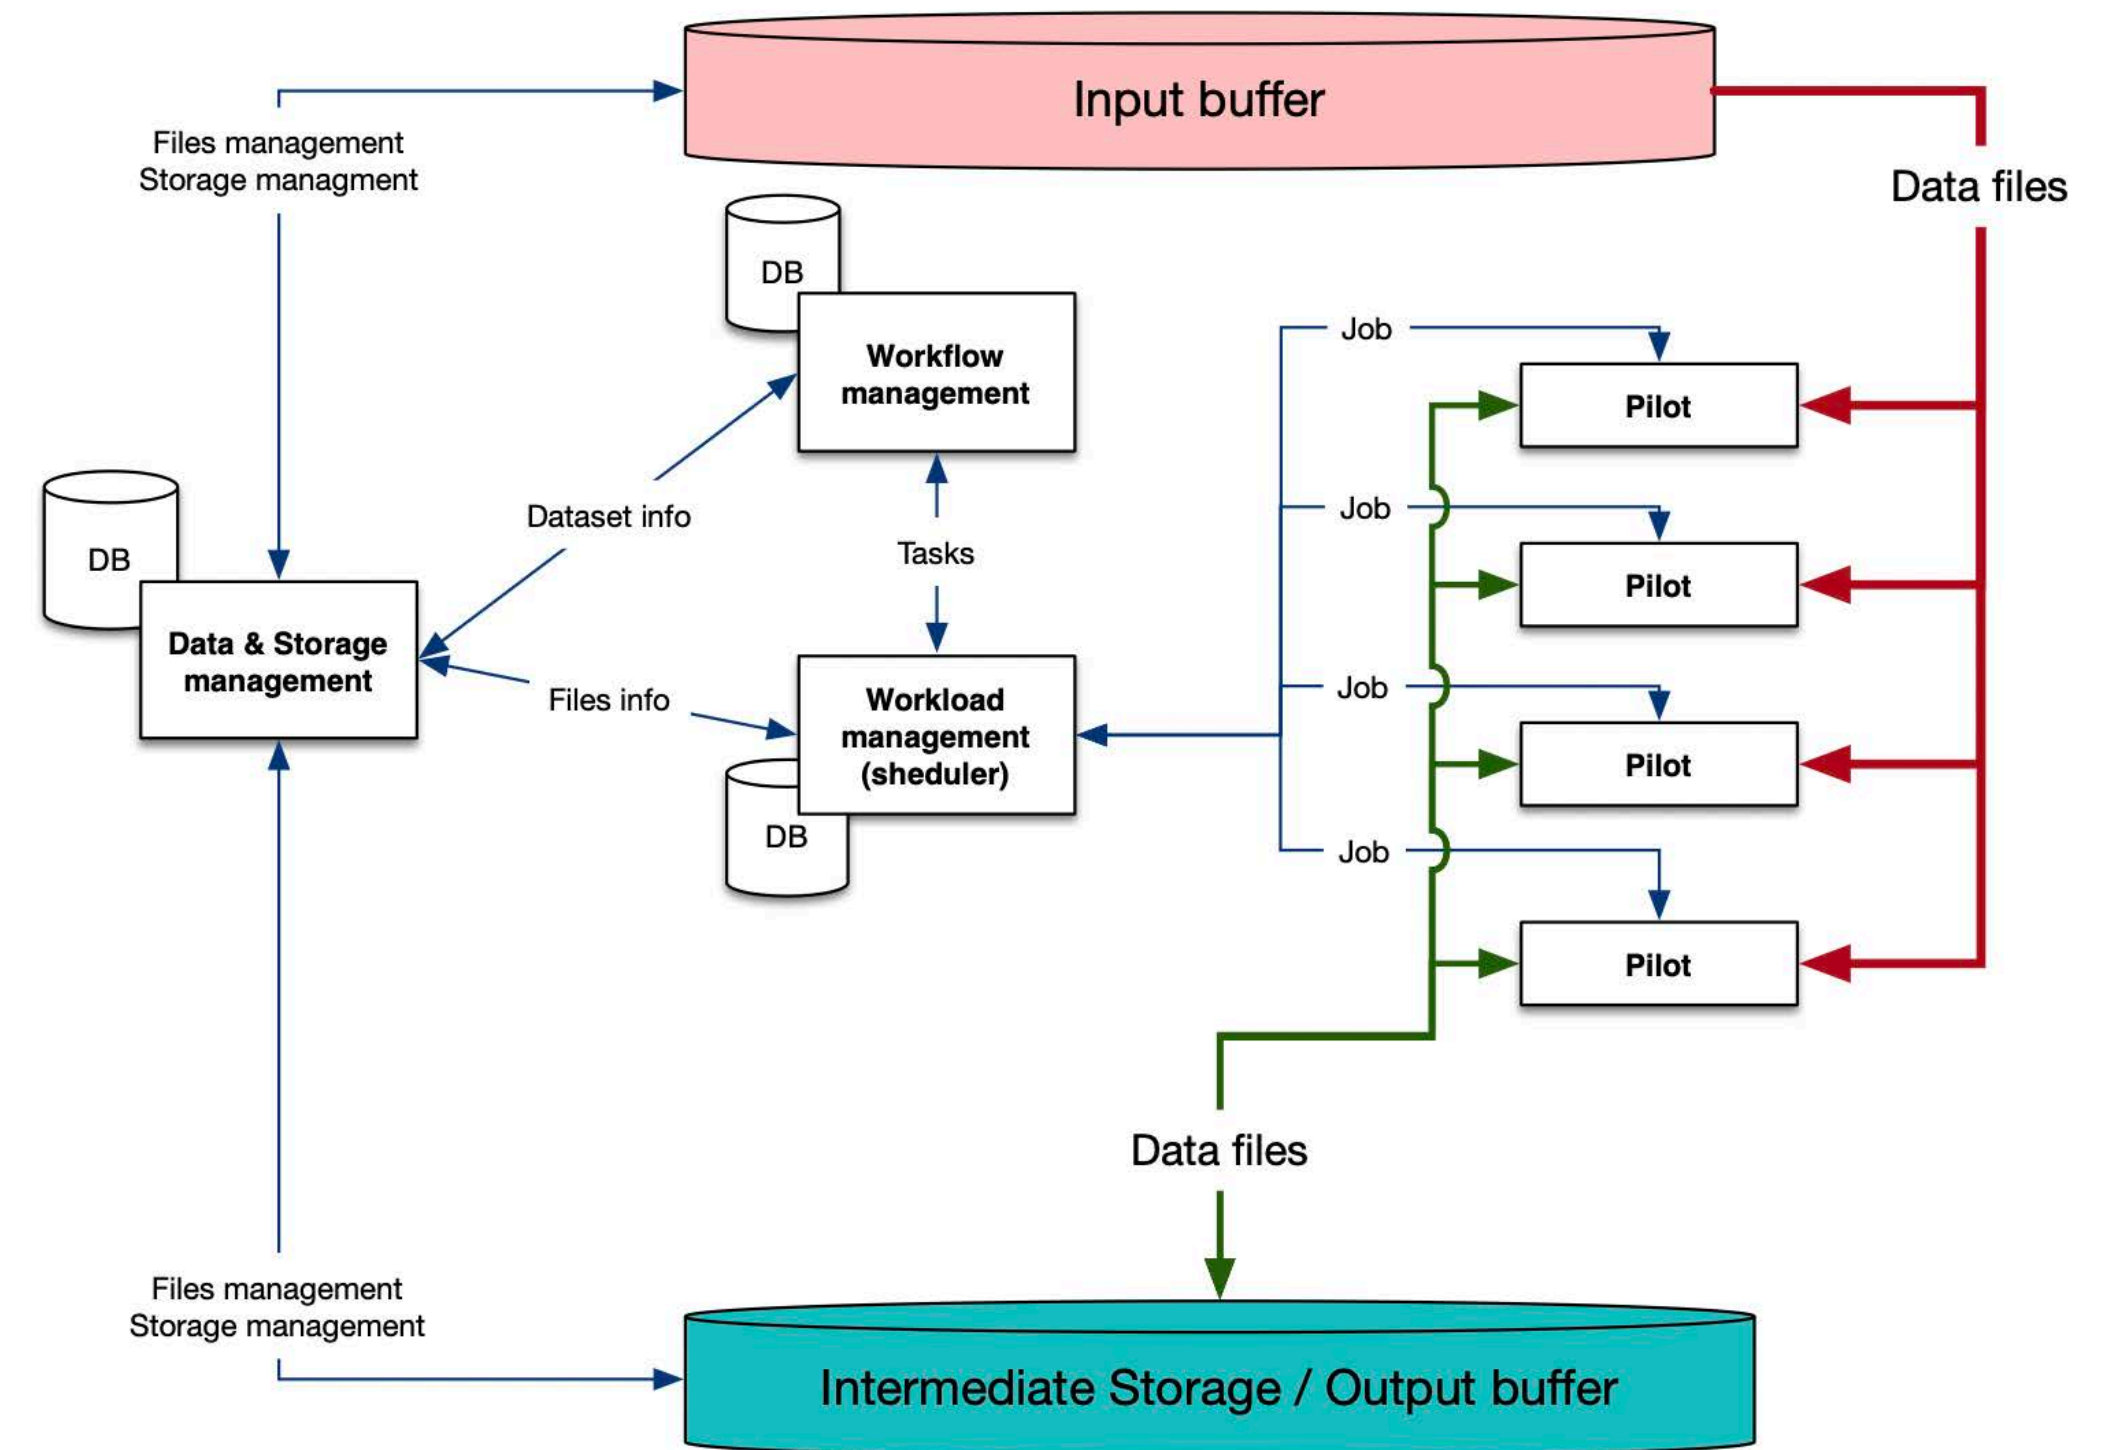 Input buffer
Files management
Storage managment
Data files
DB
Workflow
management
Job
Pilot
Dataset info
Job
Tasks
DB
Pilot
Data & Storage
management
Files info
Workload
management
(sheduler)
Job
Pilot
DB
Job
Pilot
Data files
Files management
Storage management
Intermediate Storage / Output buffer